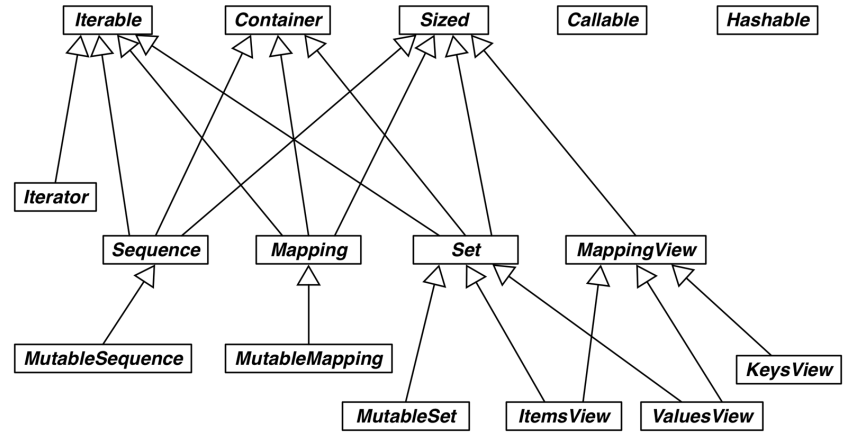 Iterable
Container
Sized
Callable
Hashable
Iterator
Sequence
Mapping
Set
MappingView
MutableSequence
MutableMapping
KeysView
MutableSet
ItemsView
ValuesView